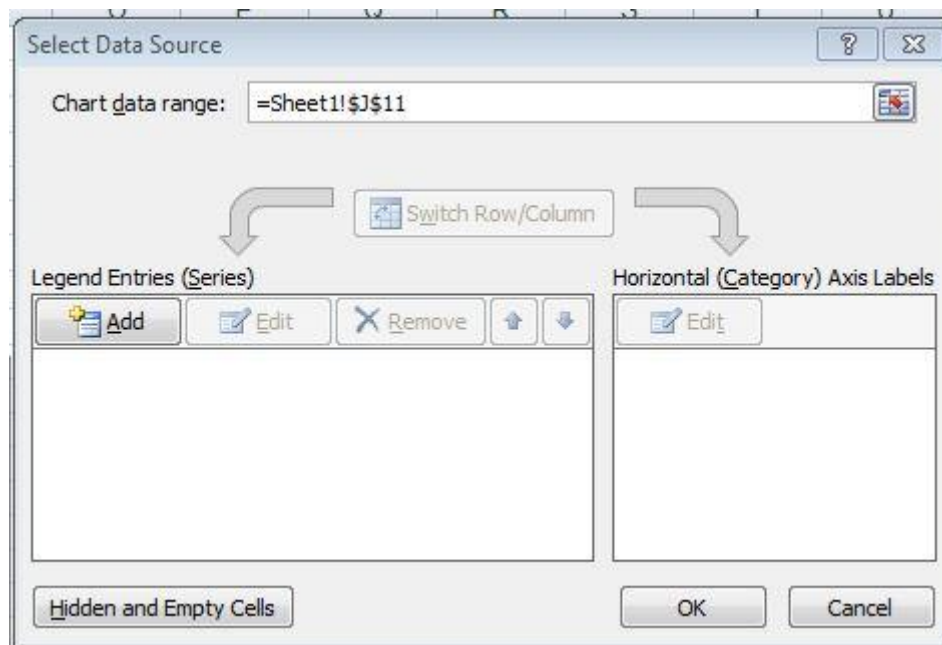 Select Data Source
Chart data range: =Sheet1!$J$11
Switch Row/Column
Legend Entries (Series) Horizontal (Category) Axis Labels
Add Edit Remove Edit
Hidden and Empty Cells OK Cancel